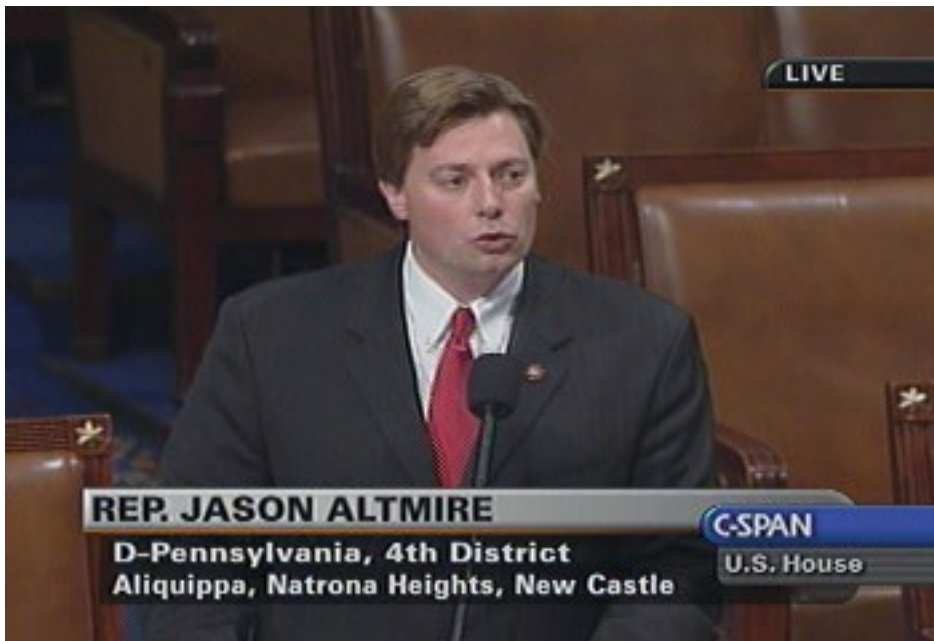 LIVE
REP. JASON ALTMIRE
D-Pennsylvania, 4th District
Aliquippa, Natrona Heights, New Castle
C-SPAN
U.S. House